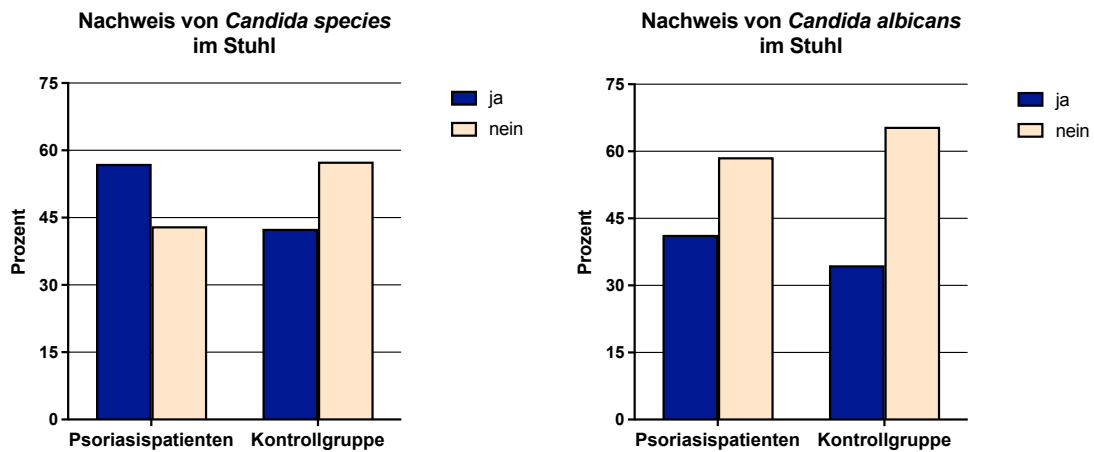 Nachweis von Candida species
im Stuhl
75
60
45
30
15
0
Prozent
Psoriasispatienten Kontrollgruppe
ja
nein
Nachweis von Candida albicans
im Stuhl
75
60
45
30
15
0
Prozent
Psoriasispatienten Kontrollgruppe
ja
nein